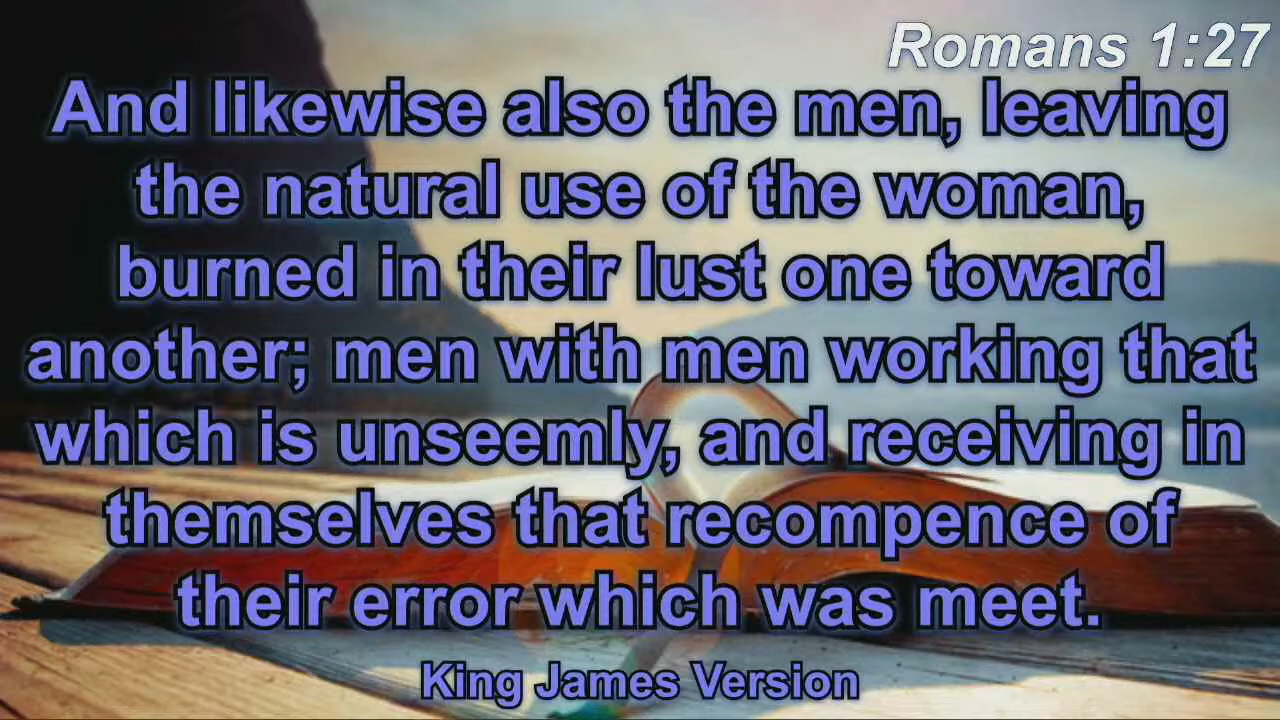 Romans 1:27
And likewise also the men, leaving
the natural use of the woman,
burned in their lust one toward
another; men with men working that
which is unseemly, and receiving in
themselves that recompence of
their error which was meet.
King James Version